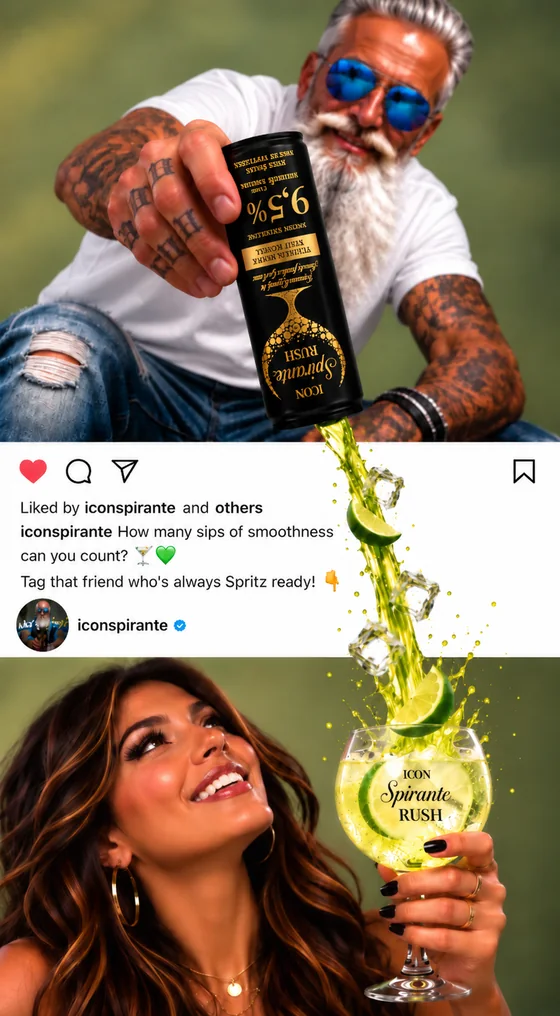 9,5%
ICON
Spirante
RUSH
Liked by iconspirante and others
iconspirante How many sips of smoothness
can you count? 🍸💚
Tag that friend who's always Spritz ready! 👇
iconspirante
ICON
Spirante
RUSH